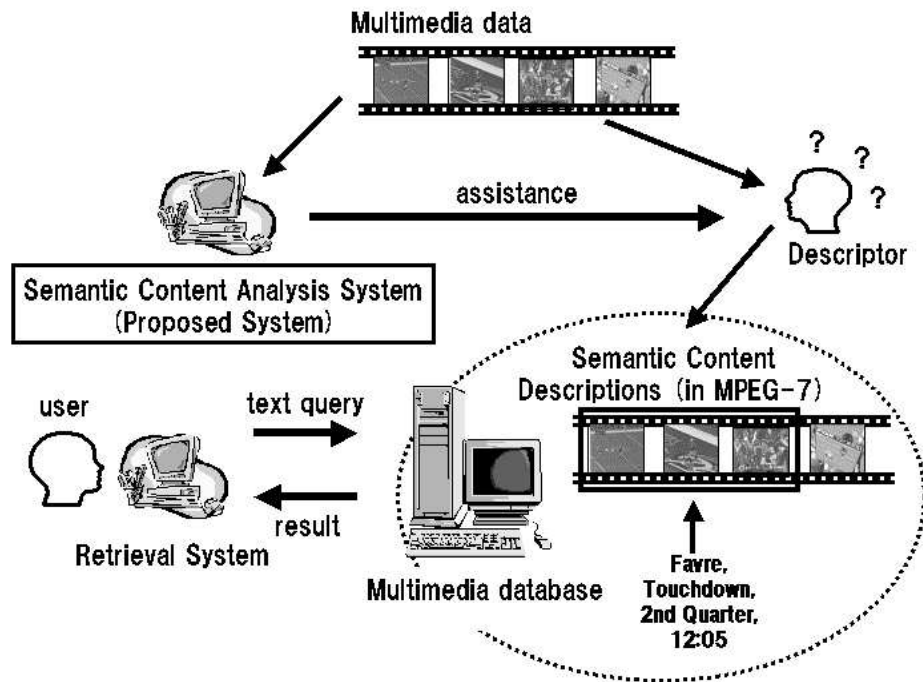 Multimedia data
?
?
?
assistance
Descriptor
Semantic Content Analysis System
(Proposed System)
Semantic Content
Descriptions (in MPEG-7)
user
text query
result
Retrieval System
Multimedia database
Favre,
Touchdown,
2nd Quarter,
12:05